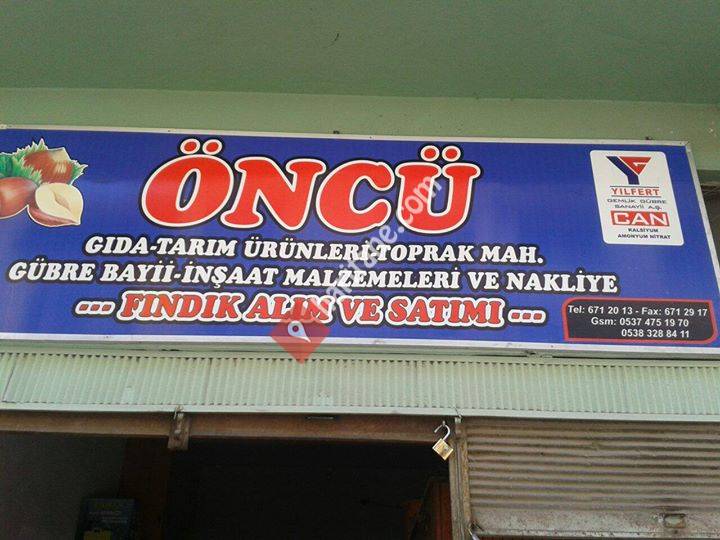 ÖNCÜ
GIDA-TARIM ÜRÜNLERİ-TOPRAK MAH.
GÜBRE BAYİİ-İNŞAAT MALZEMELERİ VE NAKLİYE
--- FINDIK ALIM VE SATIMI ---
YILFERT
GEMLİK GÜBRE
SANAYİİ A.Ş.
CAN
KALSİYUM
AMONYUM NİTRAT
Tel: 671 20 13 - Fax: 671 29 17
Gsm: 0537 475 19 70
0538 328 84 11